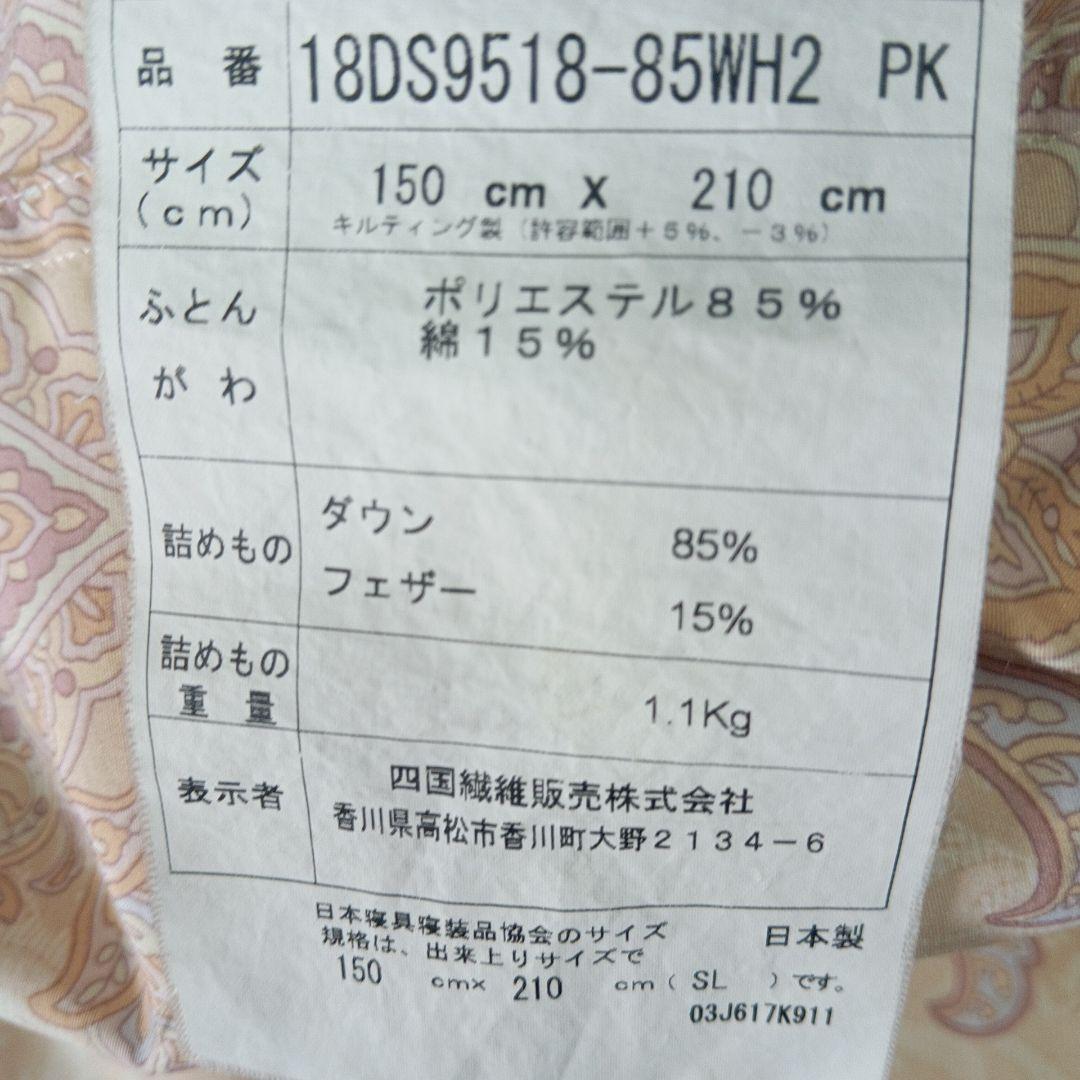 品 番 18DS9518-85WH2 PK
サイズ 150 cm X 210 cm
(cm) キルティング製(許容範囲+5%、-3%)
ふとん ポリエステル85%
綿15%
がわ
ダウン 85%
詰めもの
フェザー 15%
詰めもの
重 量 1.1Kg
表示者 四国繊維販売株式会社
香川県高松市香川町大野2134-6
日本寝具寝装品協会のサイズ 日本製
規格は、出来上りサイズで
150 cm× 210 cm( SL )です。
03J617K911